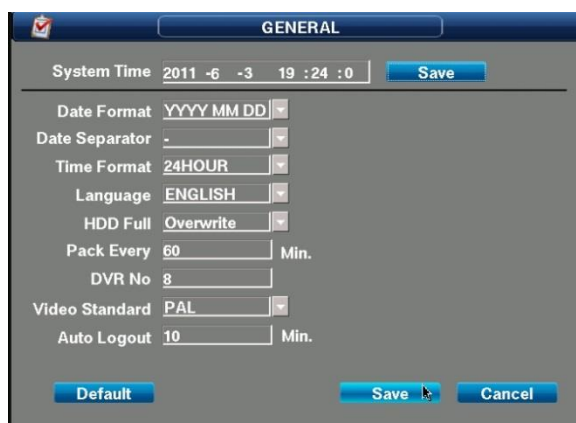 GENERAL
System Time 2011 -6 -3 19 :24 :0 Save
Date Format YYYY MM DD
Date Separator -
Time Format 24HOUR
Language ENGLISH
HDD Full Overwrite
Pack Every 60 Min.
DVR No 8
Video Standard PAL
Auto Logout 10 Min.
Default Save Cancel